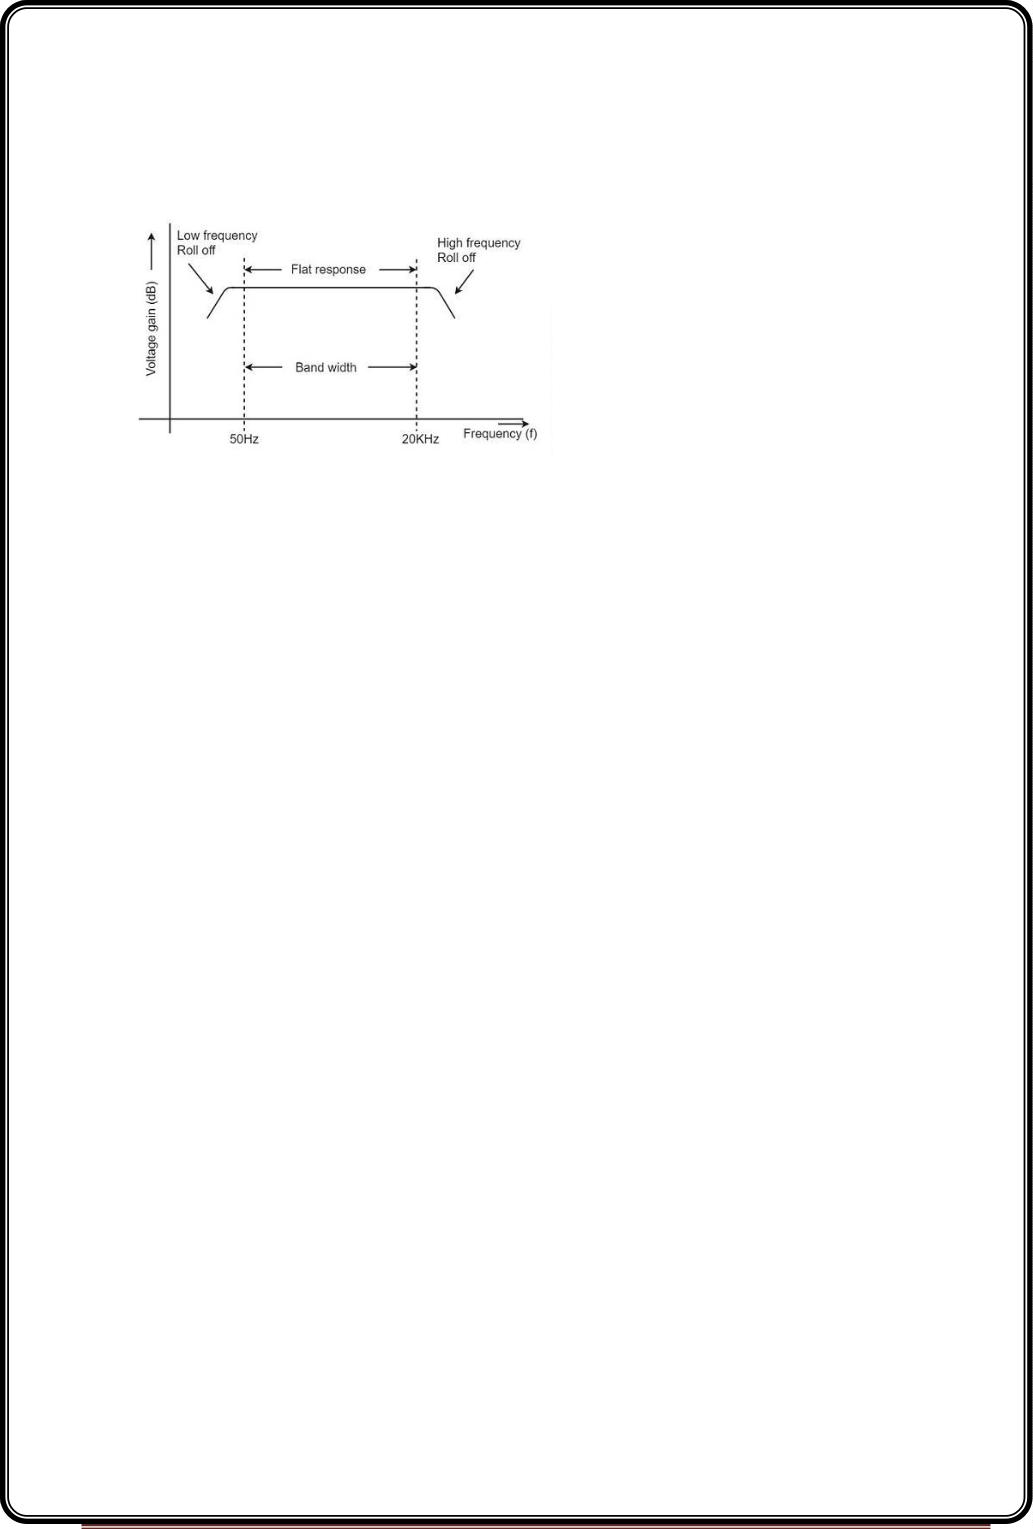 Low frequency
Roll off
High frequency
Roll off
Flat response
Voltage gain (dB)
Band width
50Hz
20KHz
Frequency (f)